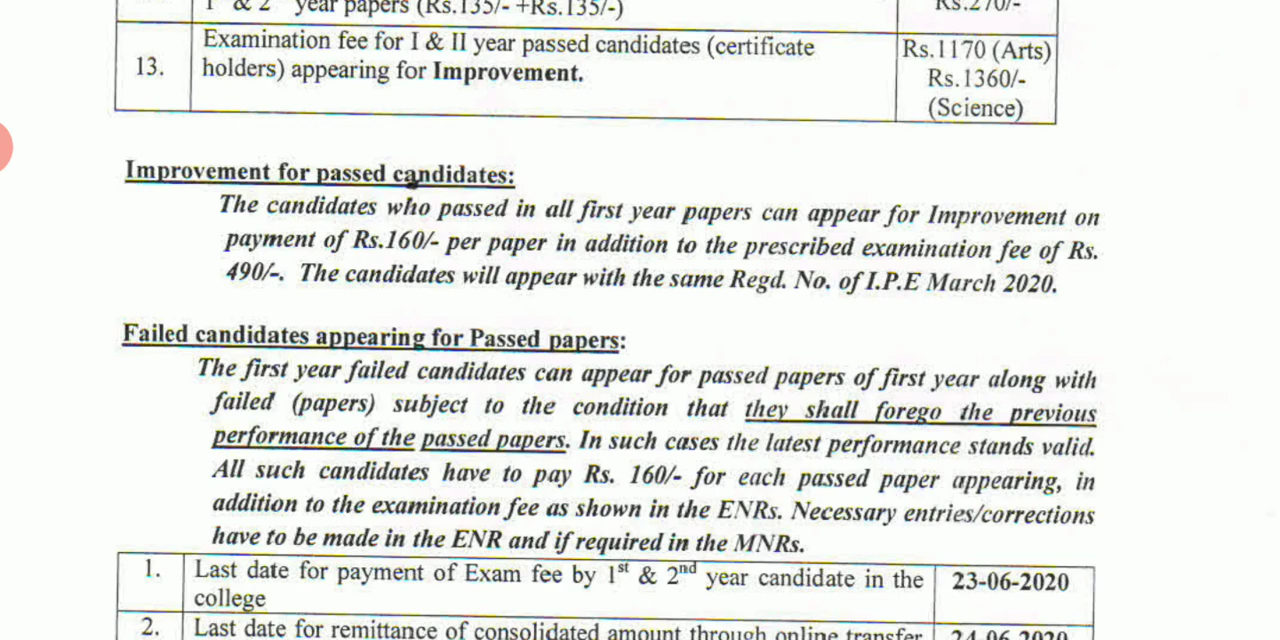 1st & 2nd year papers (Rs.135/- +Rs.135/-)
Rs.270/-
13.
Examination fee for I & II year passed candidates (certificate
holders) appearing for Improvement.
Rs.1170 (Arts)
Rs.1360/-
(Science)
Improvement for passed candidates:
The candidates who passed in all first year papers can appear for Improvement on
payment of Rs.160/- per paper in addition to the prescribed examination fee of Rs.
490/-. The candidates will appear with the same Regd. No. of I.P.E March 2020.
Failed candidates appearing for Passed papers:
The first year failed candidates can appear for passed papers of first year along with
failed (papers) subject to the condition that they shall forego the previous
performance of the passed papers. In such cases the latest performance stands valid.
All such candidates have to pay Rs. 160/- for each passed paper appearing, in
addition to the examination fee as shown in the ENRs. Necessary entries/corrections
have to be made in the ENR and if required in the MNRs.
1.
Last date for payment of Exam fee by 1st & 2nd year candidate in the
college
23-06-2020
2.
Last date for remittance of consolidated amount through online transfer
24-06-2020